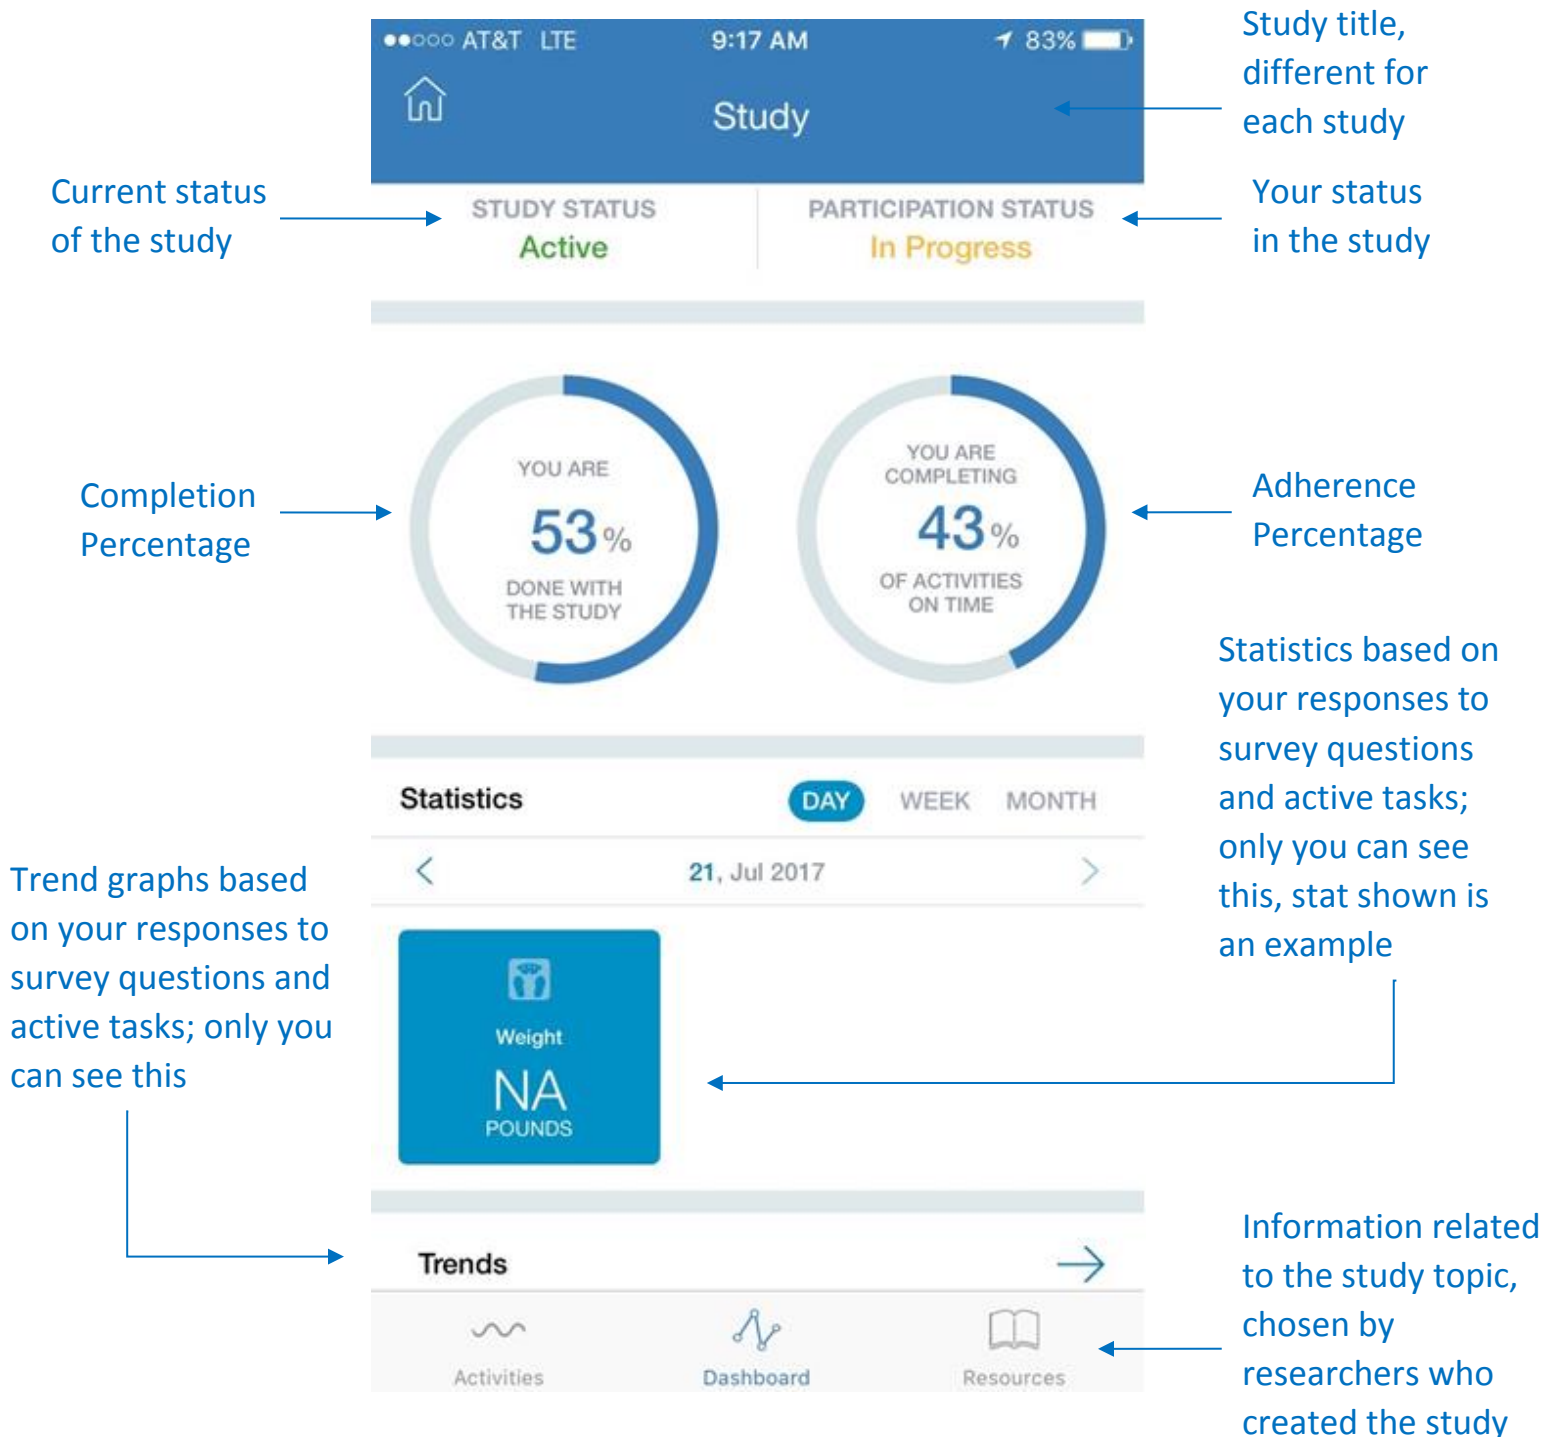 AT&T LTE 9:17 AM 83%
Study
Study title,
different for
each study
Current status
of the study
STUDY STATUS
Active
PARTICIPATION STATUS
In Progress
Your status
in the study
Completion
Percentage
YOU ARE
53%
DONE WITH
THE STUDY
YOU ARE
COMPLETING
43%
OF ACTIVITIES
ON TIME
Adherence
Percentage
Statistics based on
your responses to
survey questions
and active tasks;
only you can see
this, stat shown is
an example
Statistics DAY WEEK MONTH
21, Jul 2017
Trend graphs based
on your responses to
survey questions and
active tasks; only you
can see this
Weight
NA
POUNDS
Trends
Activities Dashboard Resources
Information related
to the study topic,
chosen by
researchers who
created the study